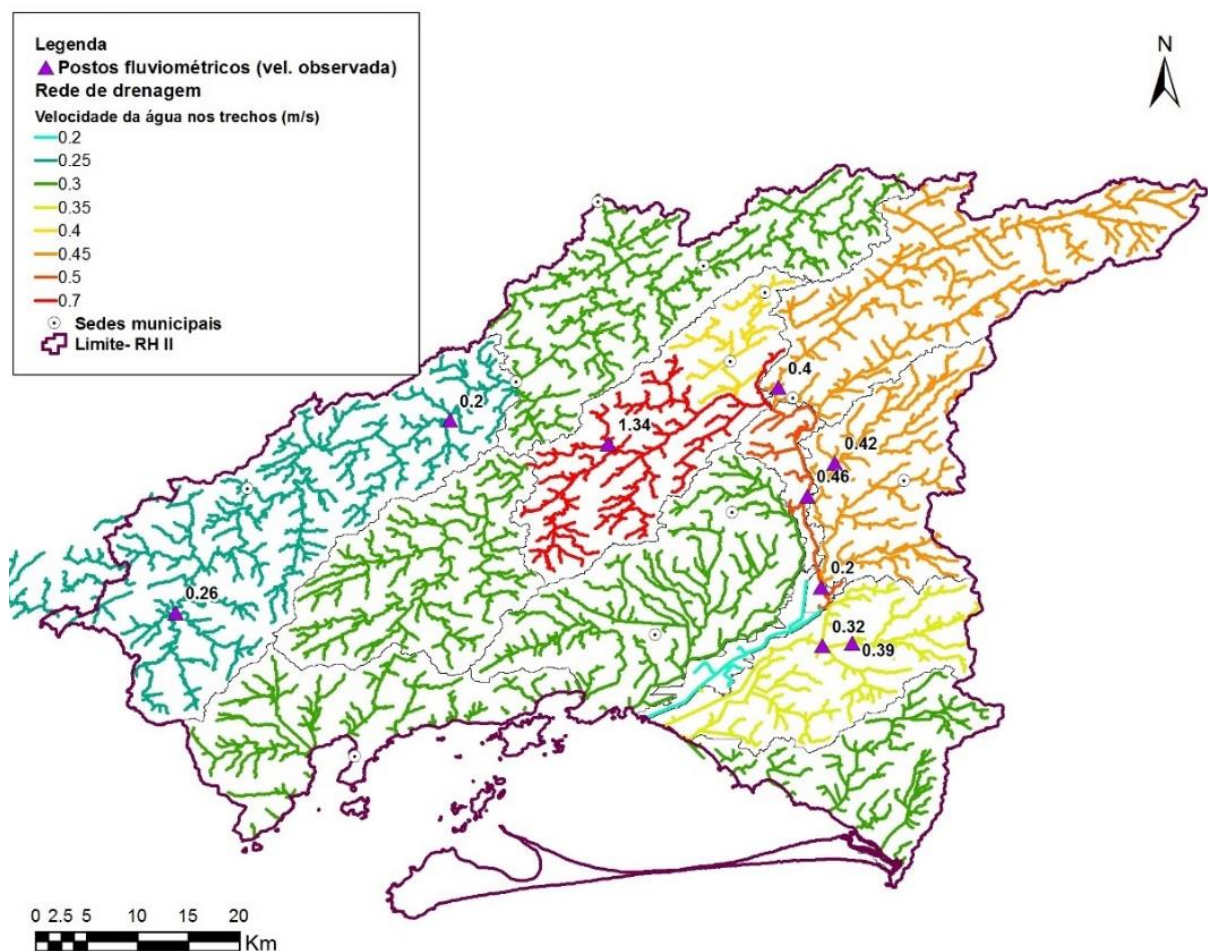 Legenda
Postos fluviométricos (vel. observada)
Rede de drenagem
Velocidade da água nos trechos (m/s)
0.2
0.25
0.3
0.35
0.4
0.45
0.5
0.7
Sedes municipais
Limite- RH II
N
0.4
0.2
1.34
0.42
0.46
0.2
0.26
0.32
0.39
0 2.5 5 10 15 20
Km